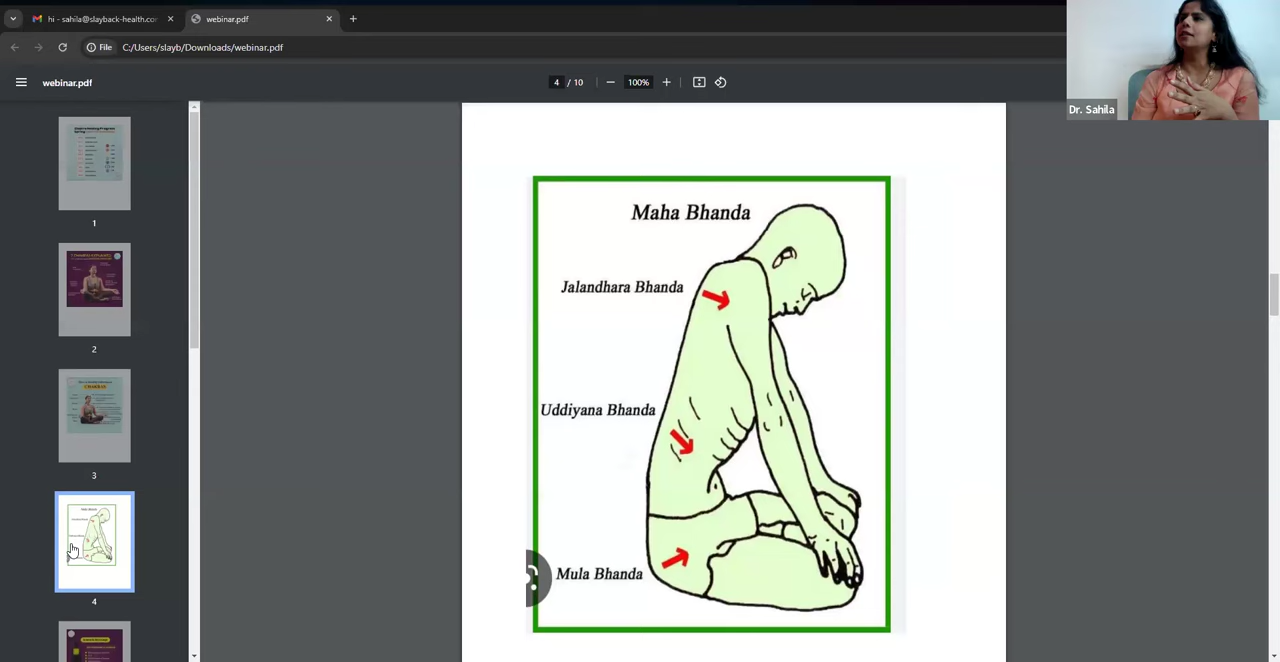 hi - sahila@slayback-health.co
webinar.pdf
File
C:/Users/slayb/Downloads/webinar.pdf
webinar.pdf
4 / 10
100%
Dr. Sahila
1
2
3
4
Maha Bhanda
Jalandhara Bhanda
Uddiyana Bhanda
Mula Bhanda